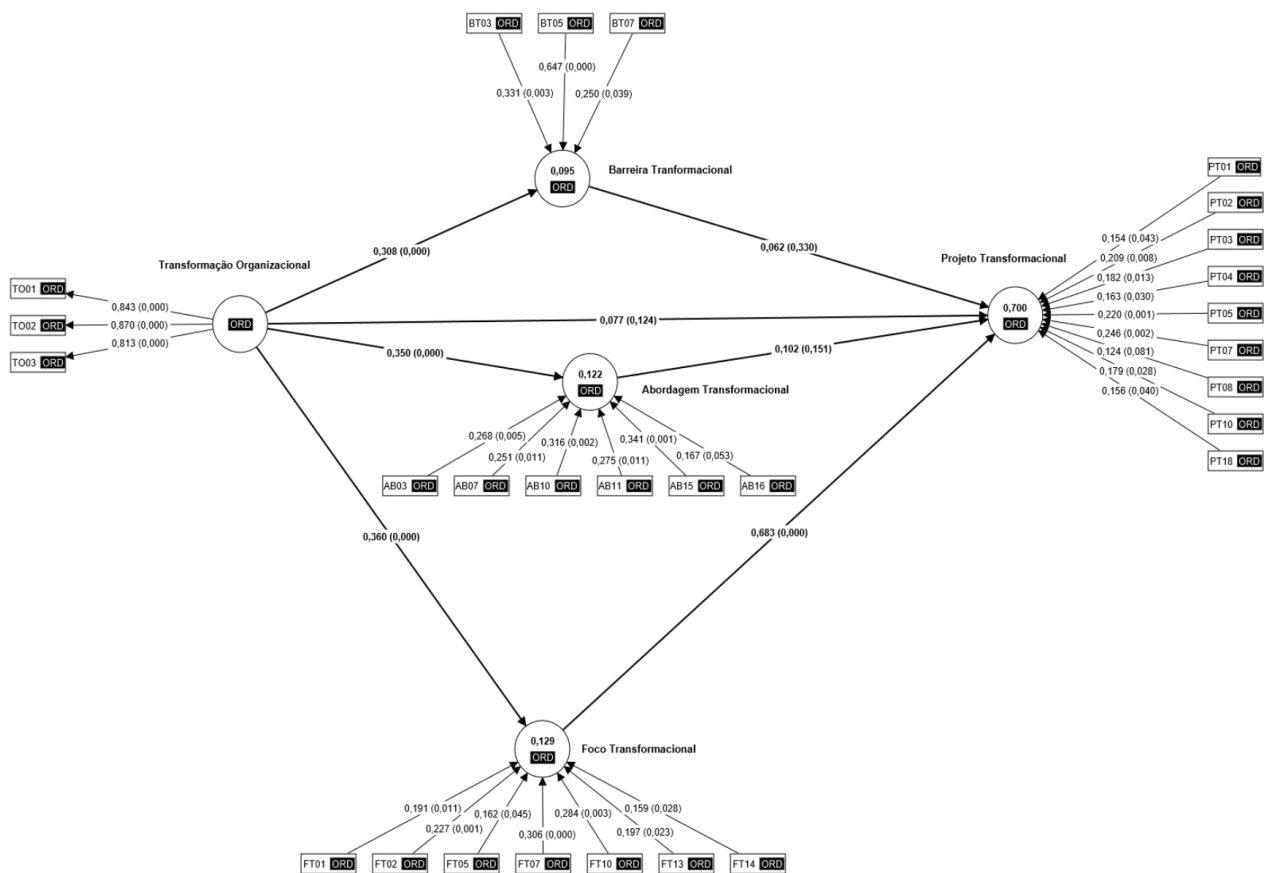 BT03 ORD
BT05 ORD
BT07 ORD
0,331 (0,003)
0,647 (0,000)
0,250 (0,039)
0,095
ORD
Barreira Tranformacional
0,308 (0,000)
0,062 (0,330)
Transformação Organizacional
TO01 ORD
TO02 ORD
TO03 ORD
0,843 (0,000)
0,870 (0,000)
0,813 (0,000)
ORD
0,077 (0,124)
0,350 (0,000)
0,102 (0,151)
0,122
ORD
Abordagem Transformacional
0,268 (0,005)
0,251 (0,011)
0,316 (0,002)
0,275 (0,011)
0,341 (0,001)
0,167 (0,053)
AB03 ORD
AB07 ORD
AB10 ORD
AB11 ORD
AB15 ORD
AB16 ORD
Projeto Transformacional
0,700
ORD
0,154 (0,043)
0,209 (0,008)
0,182 (0,013)
0,163 (0,030)
0,220 (0,001)
0,246 (0,002)
0,124 (0,081)
0,179 (0,028)
0,156 (0,040)
PT01 ORD
PT02 ORD
PT03 ORD
PT04 ORD
PT05 ORD
PT07 ORD
PT08 ORD
PT10 ORD
PT18 ORD
0,360 (0,000)
0,683 (0,000)
0,129
ORD
Foco Transformacional
0,191 (0,011)
0,227 (0,001)
0,162 (0,045)
0,306 (0,000)
0,284 (0,003)
0,197 (0,023)
0,159 (0,028)
FT01 ORD
FT02 ORD
FT05 ORD
FT07 ORD
FT10 ORD
FT13 ORD
FT14 ORD